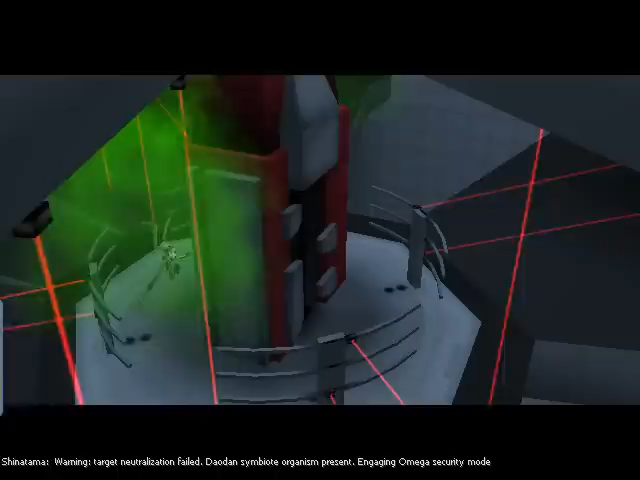 Shinatama:  Warning: target neutralization failed. Daodan symbiote organism present. Engaging Omega security mode